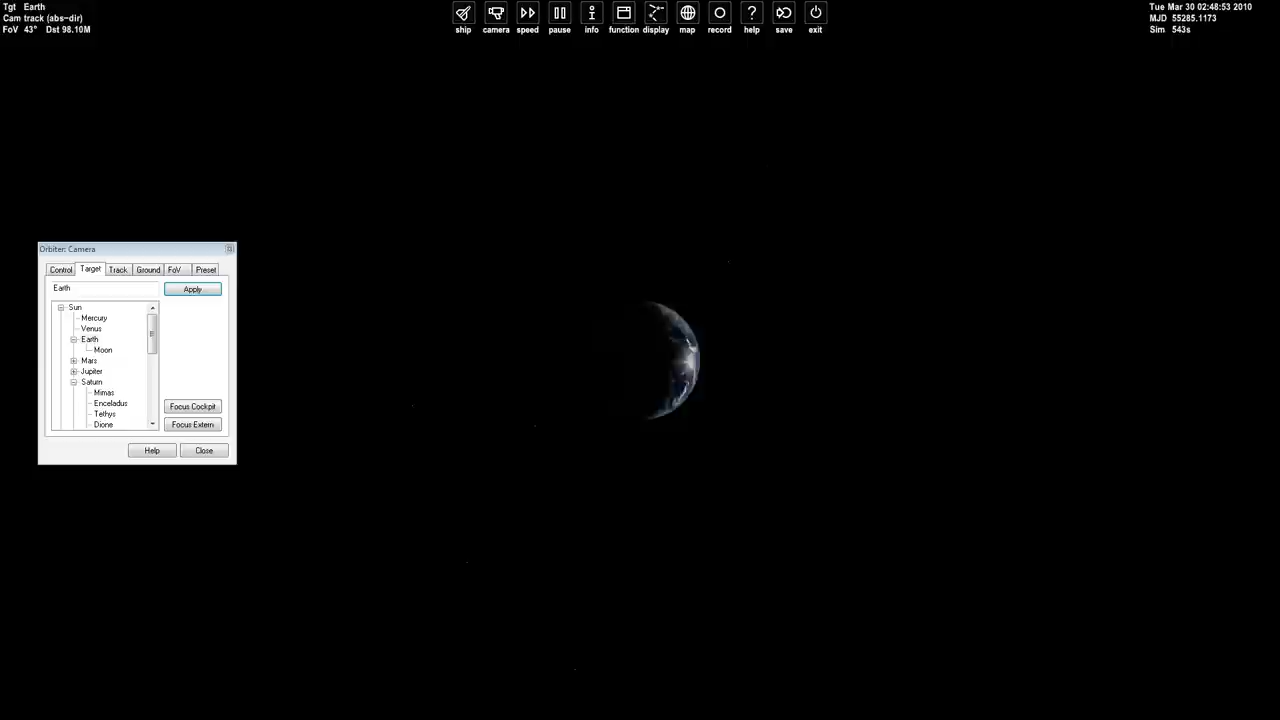 Tgt Earth
Cam track (abs-dir)
FoV 43° Dst 98.10M
ship camera speed pause info function display map record help save exit
Tue Mar 30 02:48:53 2010
MJD 55285.1173
Sim 543s
Orbiter: Camera
Control Target Track Ground FoV Preset
Earth
Apply
Sun
Mercury
Venus
Earth
Moon
Mars
Jupiter
Saturn
Mimas
Enceladus
Tethys
Dione
Focus Cockpit
Focus Extern
Help Close